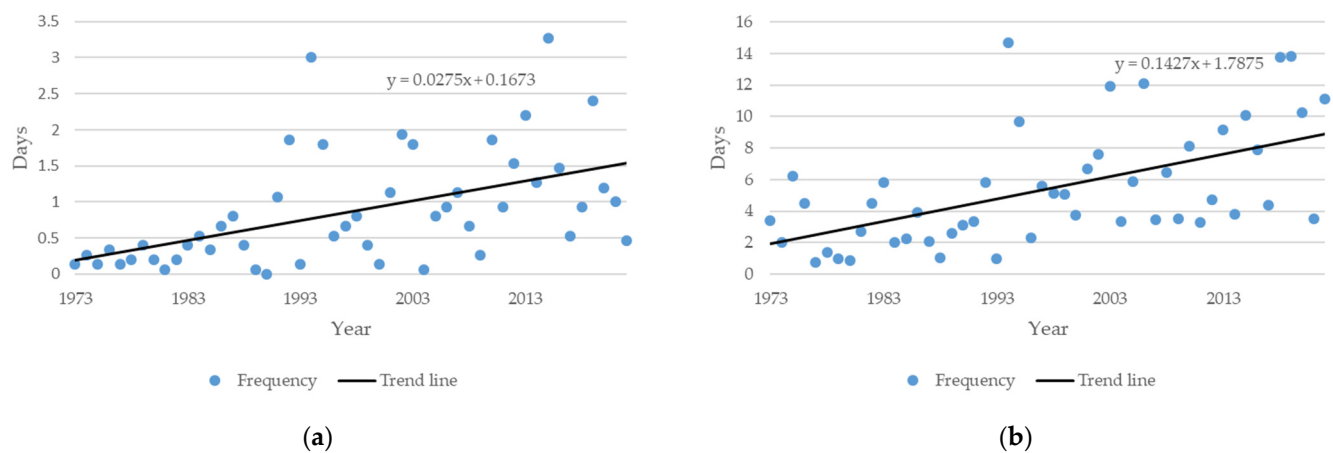 3.5
3
2.5
2
1.5
1
0.5
0
Days
y = 0.0275x + 0.1673
1973 1983 1993 2003 2013
Year
Frequency Trend line
(a)
16
14
12
10
8
6
4
2
0
Days
y = 0.1427x + 1.7875
1973 1983 1993 2003 2013
Year
Frequency Trend line
(b)